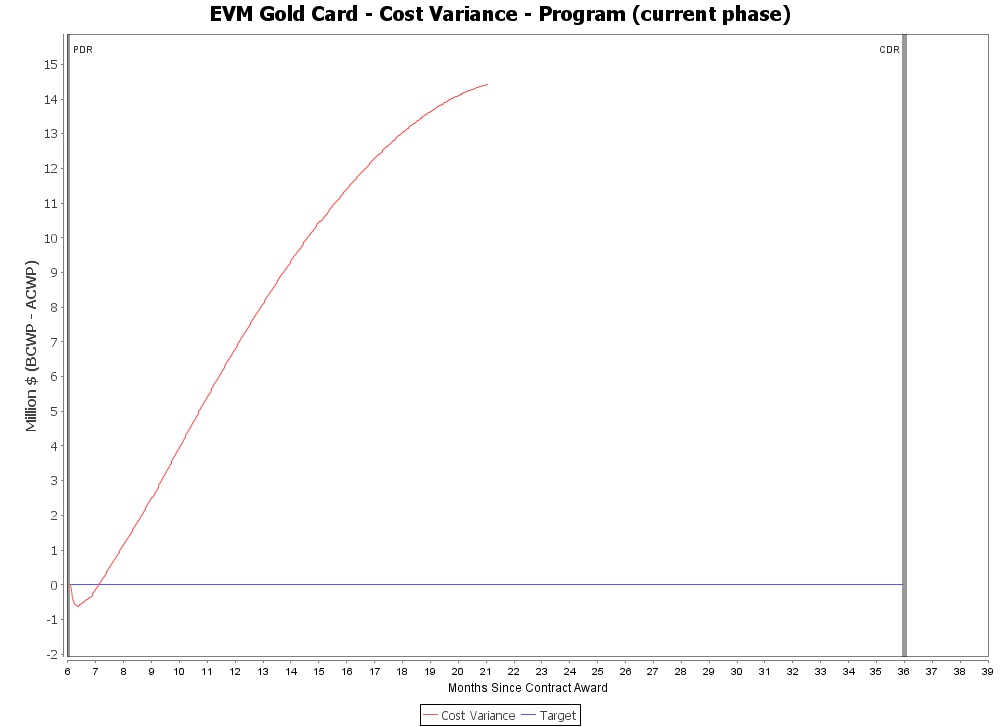 EVM Gold Card - Cost Variance - Program (current phase)
PDR
CDR
15
14
13
12
11
10
9
8
7
6
5
4
3
2
1
0
-1
-2
Million $ (BCWP - ACWP)
6 7 8 9 10 11 12 13 14 15 16 17 18 19 20 21 22 23 24 25 26 27 28 29 30 31 32 33 34 35 36 37 38 39
Months Since Contract Award
Cost Variance Target